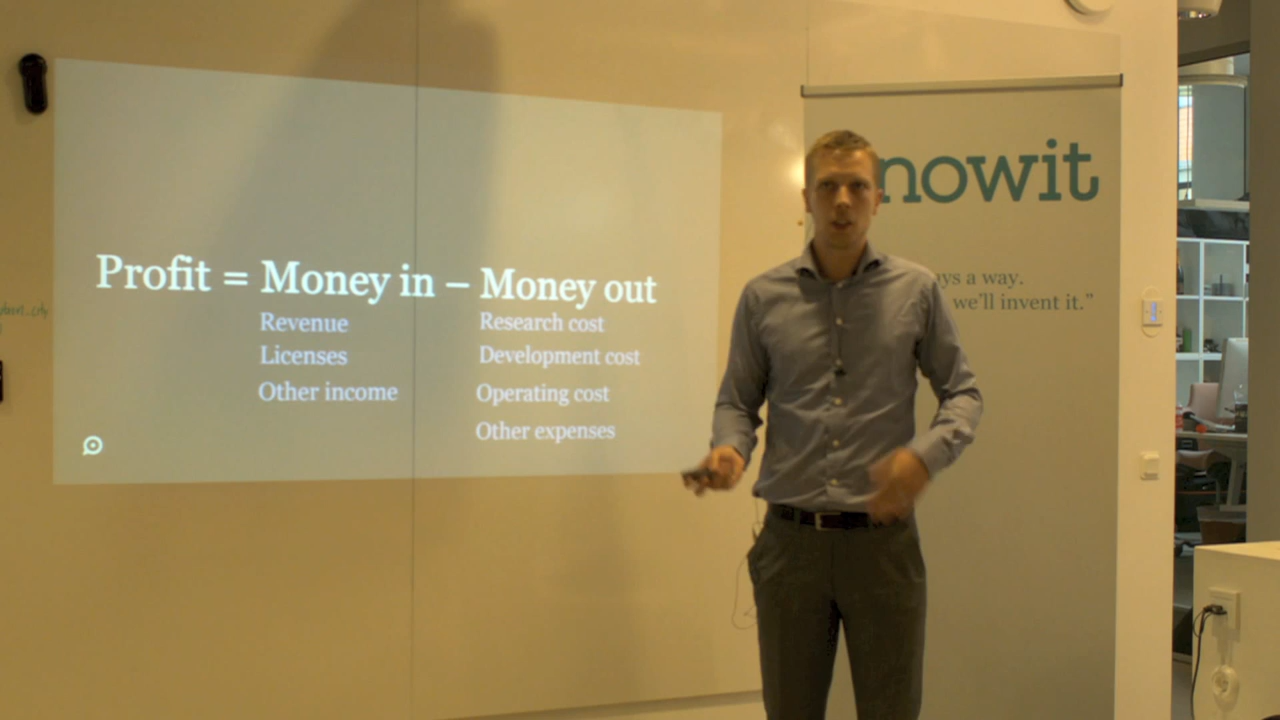 Profit = Money in – Money out
Revenue
Research cost
Licenses
Development cost
Other income
Operating cost
Other expenses
nowit
a way.
we'll invent it.”